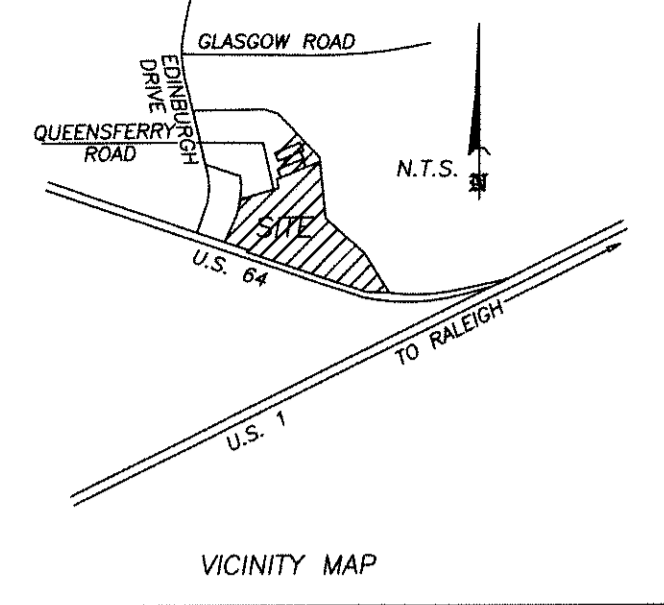 GLASGOW ROAD
EDINBURGH
DRIVE
QUEENSFERRY
ROAD
N.T.S.
SITE
U.S. 64
TO RALEIGH
U.S. 1
VICINITY MAP